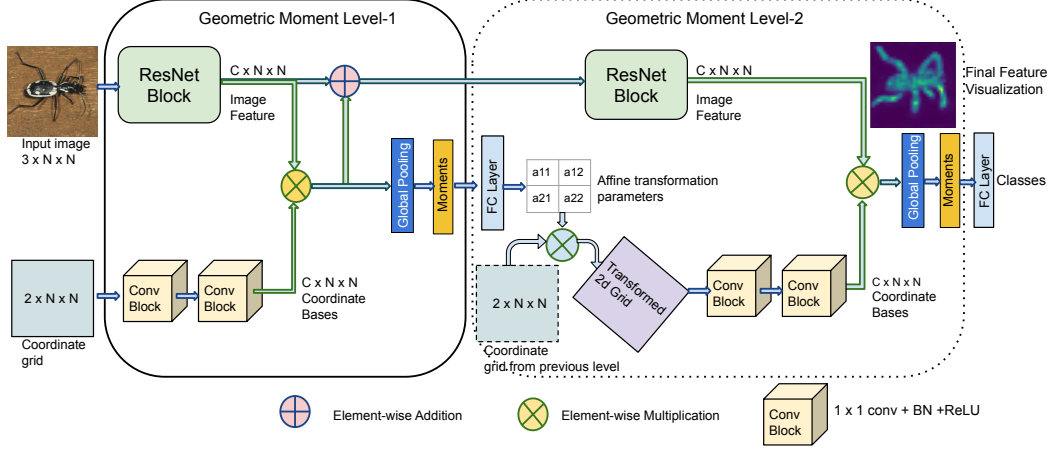 Geometric Moment Level-1
Geometric Moment Level-2
ResNet
Block
C x N x N
Image
Feature
Input image
3 x N x N
ResNet
Block
C x N x N
Image
Feature
Final Feature
Visualization
Global Pooling
Moments
FC Layer
a11 a12
a21 a22
Affine transformation
parameters
Global Pooling
Moments
FC Layer
Classes
2 x N x N
Coordinate
grid
Conv
Block
Conv
Block
C x N x N
Coordinate
Bases
2 x N x N
Coordinate
grid from previous level
Transformed
2d Grid
Conv
Block
Conv
Block
C x N x N
Coordinate
Bases
Element-wise Addition
Element-wise Multiplication
Conv
Block
1 x 1 conv + BN +ReLU